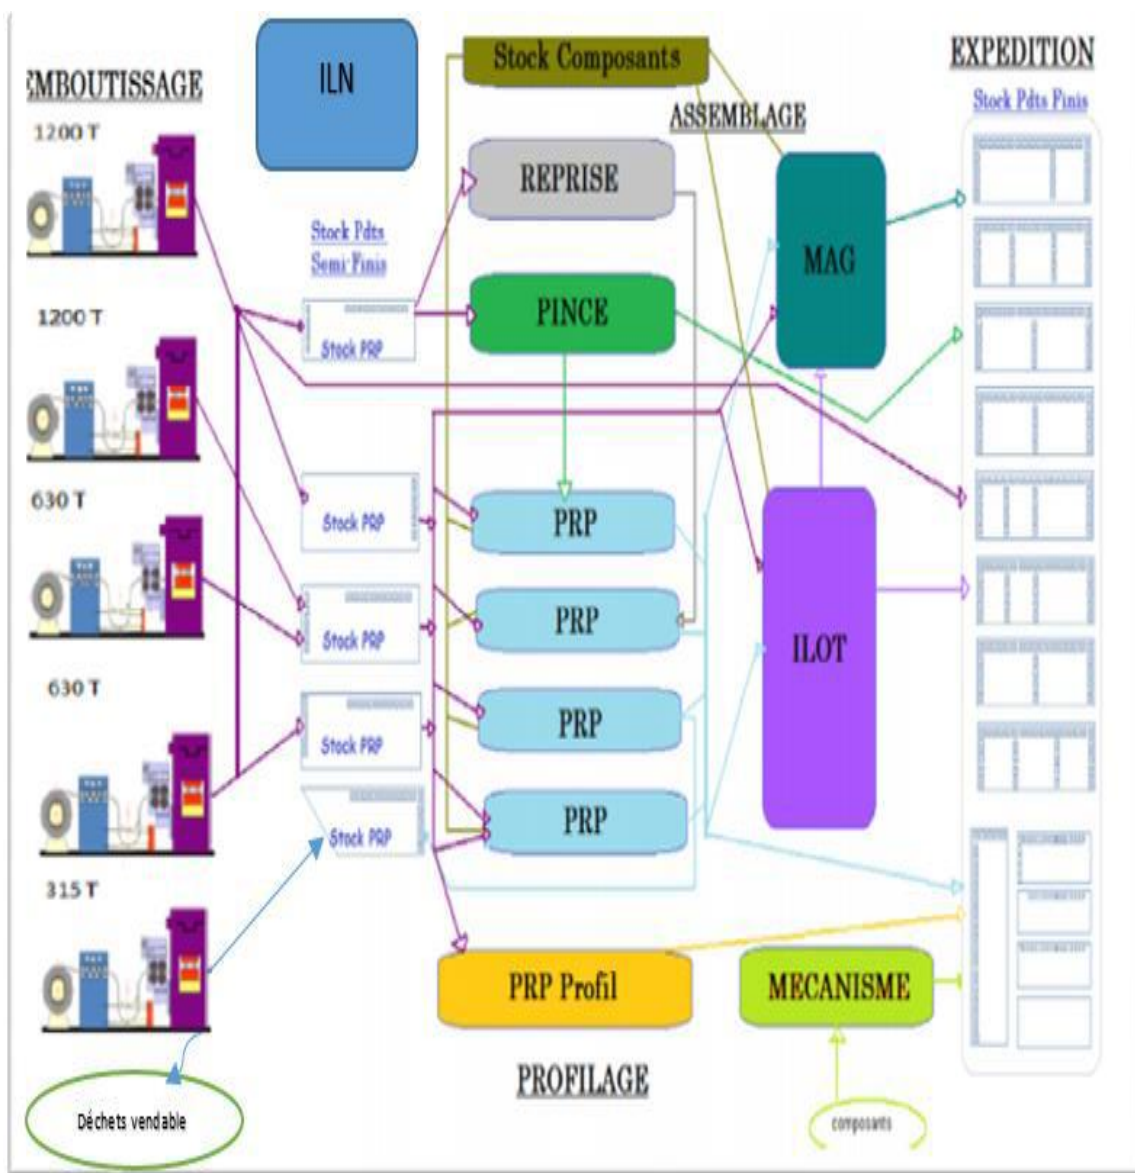 EMBOUTISSAGE
1200 T
1200 T
630 T
630 T
315 T
Déchets vendable
ILN
Stock Pdts
Semi-Finis
Stock PRP
Stock PRP
Stock PRP
Stock PRP
Stock PRP
Stock Composants
REPRISE
PINCE
PRP
PRP
PRP
PRP
PRP Profil
PROFILAGE
ASSEMBLAGE
MAG
ILOT
MECANISME
composants
EXPEDITION
Stock Pdts Finis